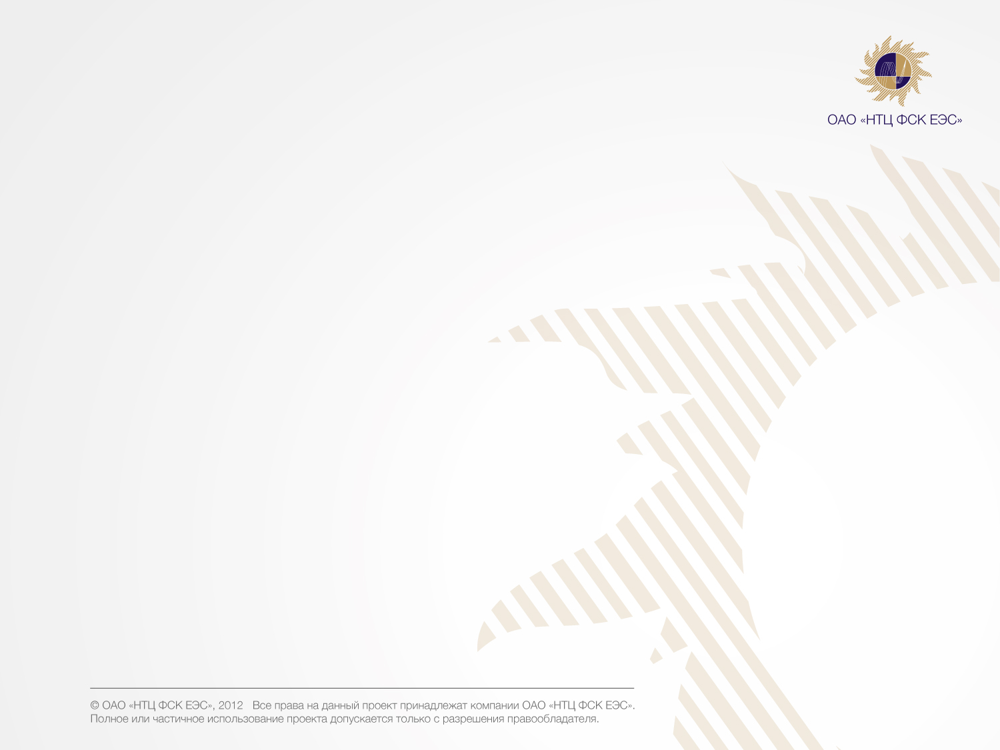 ОАО «НТЦ ФСК ЕЭС»
© ОАО «НТЦ ФСК ЕЭС», 2012 Все права на данный проект принадлежат компании ОАО «НТЦ ФСК ЕЭС».
Полное или частичное использование проекта допускается только с разрешения правообладателя.